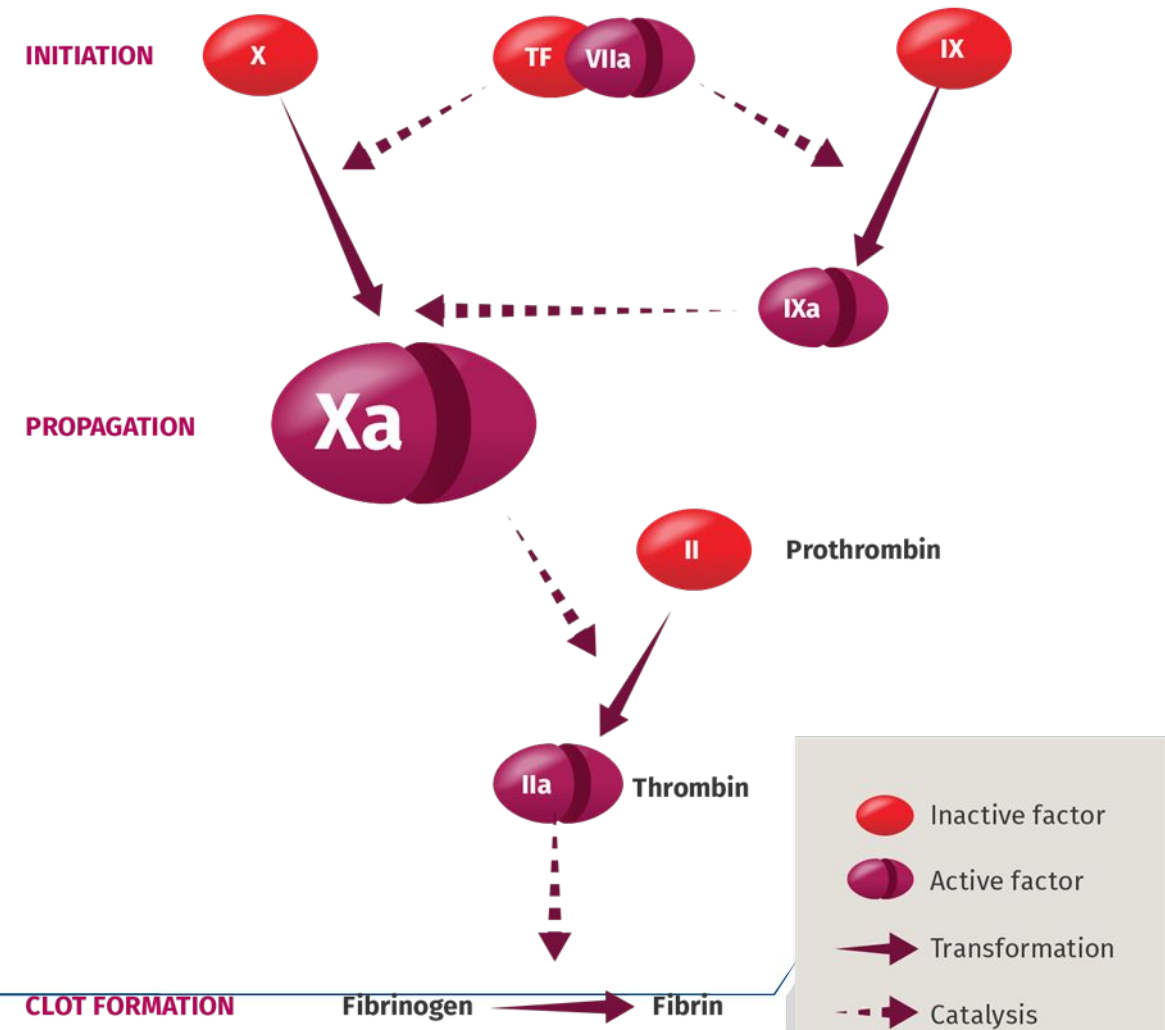 INITIATION
X
TF
VIIa
IX
IXa
Xa
PROPAGATION
II
Prothrombin
IIa
Thrombin
Inactive factor
Active factor
Transformation
Catalysis
CLOT FORMATION
Fibrinogen
Fibrin